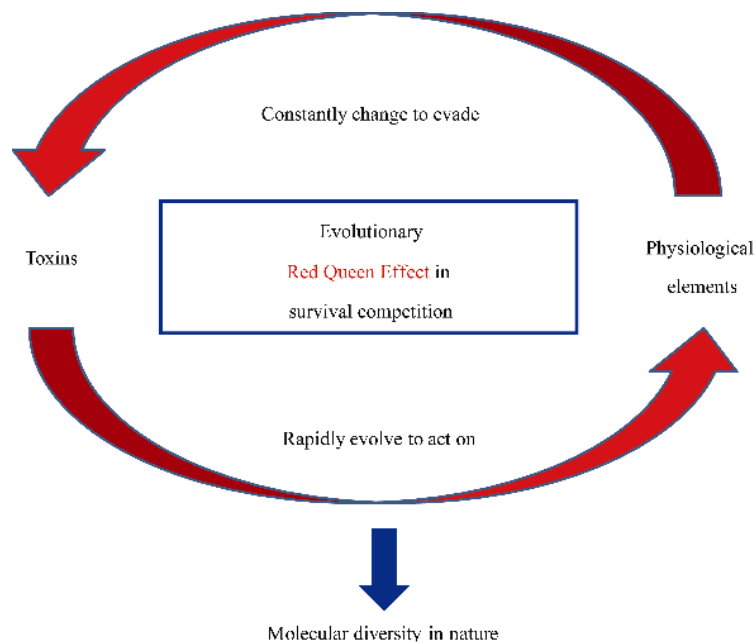 Constantly change to evade
Evolutionary
Red Queen Effect in
survival competition
Toxins
Physiological
elements
Rapidly evolve to act on
Molecular diversity in nature